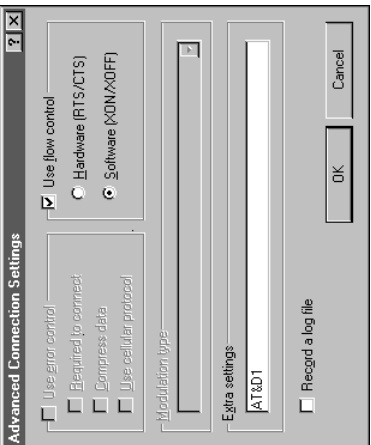 Advanced Connection Settings
Use error control
Required to connect
Compress data
Use cellular protocol
Use flow control
Hardware (RTS/CTS)
Software (XON/XOFF)
Modulation type
Extra settings
AT&D1
Record a log file
OK
Cancel